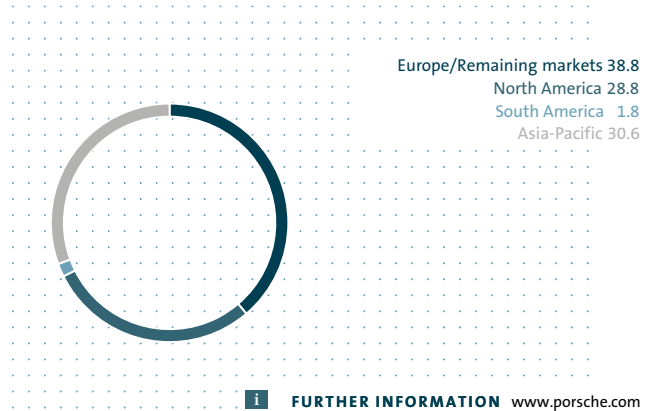 Europe/Remaining markets 38.8
North America 28.8
South America 1.8
Asia-Pacific 30.6
i FURTHER INFORMATION www.porsche.com